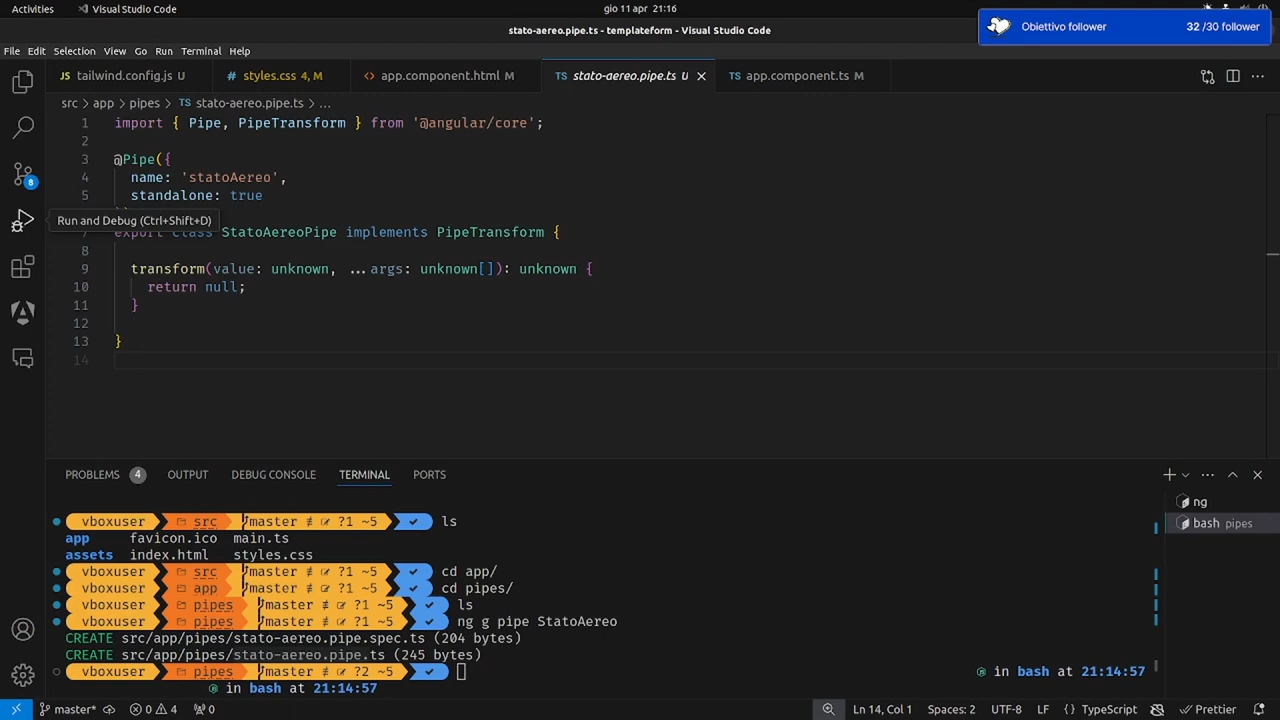 Activities
Visual Studio Code
gio 11 apr 21:16
stato-aereo.pipe.ts - templateform - Visual Studio Code
Obiettivo follower 32 /30 follower
File Edit Selection View Go Run Terminal Help
TS tailwind.config.js U
styles.css 4, M
app.component.html M
TS stato-aereo.pipe.ts U
TS app.component.ts M
src > app > pipes > TS stato-aereo.pipe.ts > ...
1 import { Pipe, PipeTransform } from '@angular/core';
2
3 @Pipe({
4 name: 'statoAereo',
5 standalone: true
Run and Debug (Ctrl+Shift+D)
7 export class StatoAereoPipe implements PipeTransform {
8
9 transform(value: unknown, ...args: unknown[]): unknown {
10 return null;
11 }
12
13 }
14
8
PROBLEMS 4 OUTPUT DEBUG CONSOLE TERMINAL PORTS
vboxuser src master ≢ ?1 ~5 ls
app favicon.ico main.ts
assets index.html styles.css
vboxuser src master ≢ ?1 ~5 cd app/
vboxuser app master ≢ ?1 ~5 cd pipes/
vboxuser pipes master ≢ ?1 ~5 ls
vboxuser pipes master ≢ ?1 ~5 ng g pipe StatoAereo
CREATE src/app/pipes/stato-aereo.pipe.spec.ts (204 bytes)
CREATE src/app/pipes/stato-aereo.pipe.ts (245 bytes)
vboxuser pipes master ≢ ?2 ~5
in bash at 21:14:57
in bash at 21:14:57
ng
bash pipes
master* 0 4 0
Ln 14, Col 1 Spaces: 2 UTF-8 LF { } TypeScript Prettier